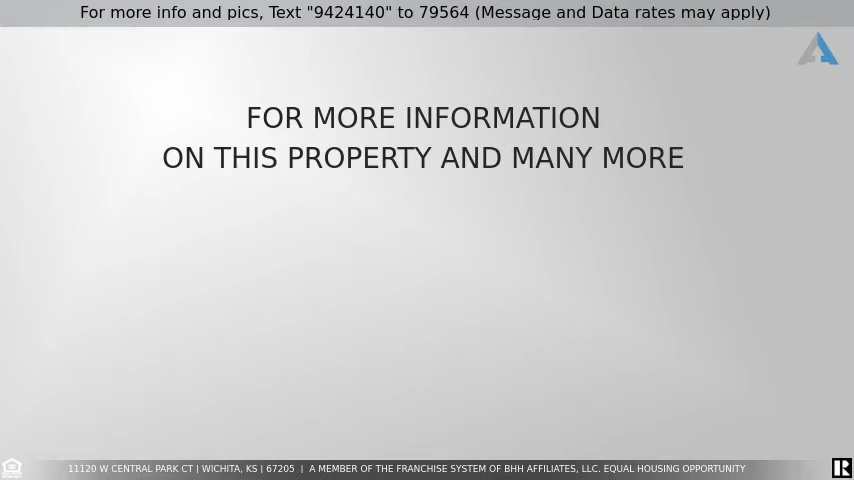 For more info and pics, Text "9424140" to 79564 (Message and Data rates may apply)
FOR MORE INFORMATION
ON THIS PROPERTY AND MANY MORE
11120 W CENTRAL PARK CT | WICHITA, KS | 67205 | A MEMBER OF THE FRANCHISE SYSTEM OF BHH AFFILIATES, LLC. EQUAL HOUSING OPPORTUNITY